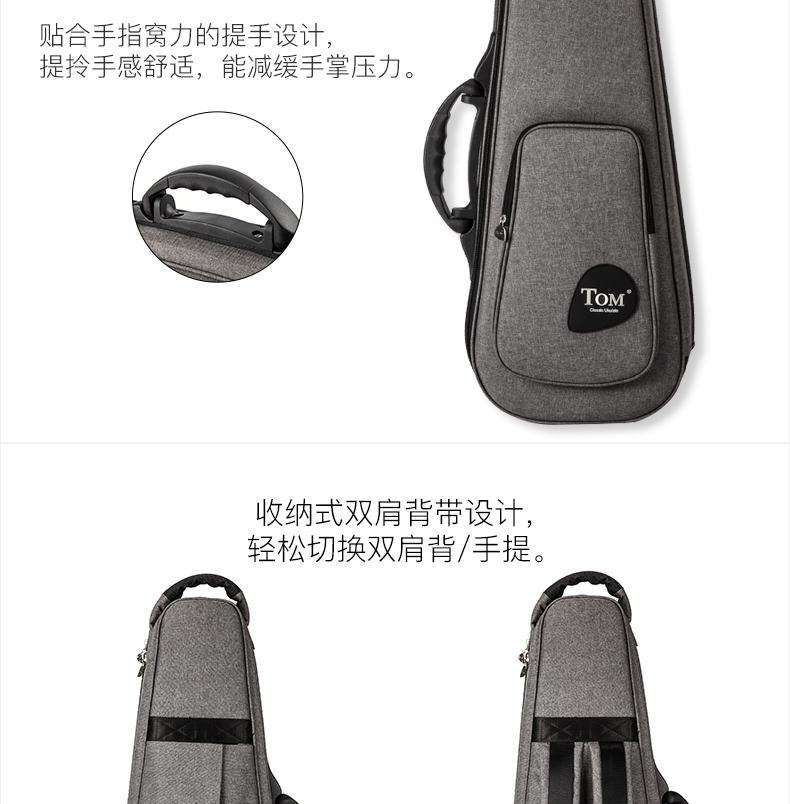 贴合手指窝力的提手设计，
提拎手感舒适，能减缓手掌压力。
TOM®
Classic Ukulele
收纳式双肩背带设计，
轻松切换双肩背/手提。